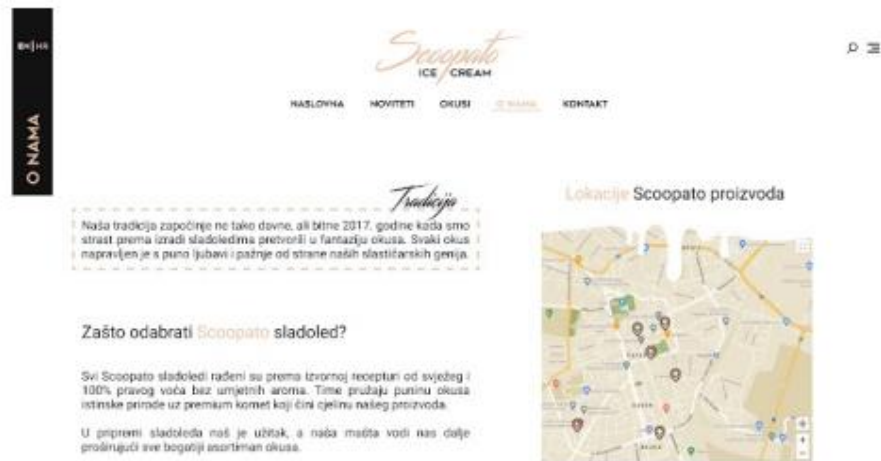 EN|HR
O NAMA
Scoopato
ICE CREAM
NASLOVNA NOVITETI OKUSI O NAMA KONTAKT
Tradicija
Naša tradicija započinje ne tako davne, ali bitne 2017. godine kada smo
strast prema izradi sladoledima pretvorili u fantaziju okusa. Svaki okus
napravljen je s puno ljubavi i pažnje od strane naših slastičarskih genija.
Zašto odabrati Scoopato sladoled?
Svi Scoopato sladoledi rađeni su prema izvornoj recepturi od svježeg i
100% pravog voća bez umjetnih aroma. Time pružaju puninu okusa
istinske prirode uz premium kornet koji čini cjelinu našeg proizvoda.
U pripremi sladoleda naš je užitak, a naša mašta vodi nas dalje
proširujući sve bogatiji asortiman okusa.
Lokacije Scoopato proizvoda